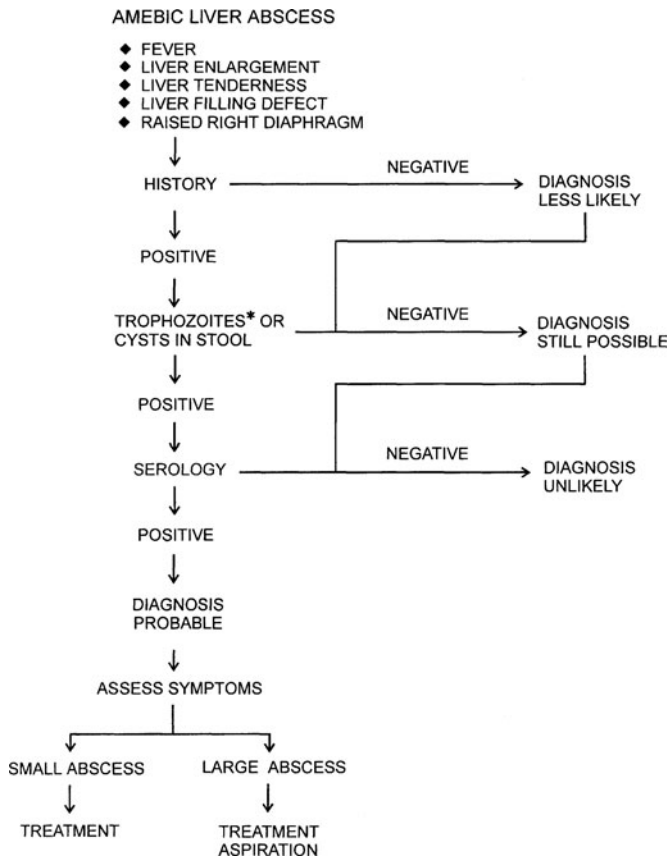 AMEBIC LIVER ABSCESS
◆ FEVER
◆ LIVER ENLARGEMENT
◆ LIVER TENDERNESS
◆ LIVER FILLING DEFECT
◆ RAISED RIGHT DIAPHRAGM
HISTORY
NEGATIVE
DIAGNOSIS
LESS LIKELY
POSITIVE
TROPHOZOITES* OR
CYSTS IN STOOL
NEGATIVE
DIAGNOSIS
STILL POSSIBLE
POSITIVE
SEROLOGY
NEGATIVE
DIAGNOSIS
UNLIKELY
POSITIVE
DIAGNOSIS
PROBABLE
ASSESS SYMPTOMS
SMALL ABSCESS
LARGE ABSCESS
TREATMENT
TREATMENT
ASPIRATION